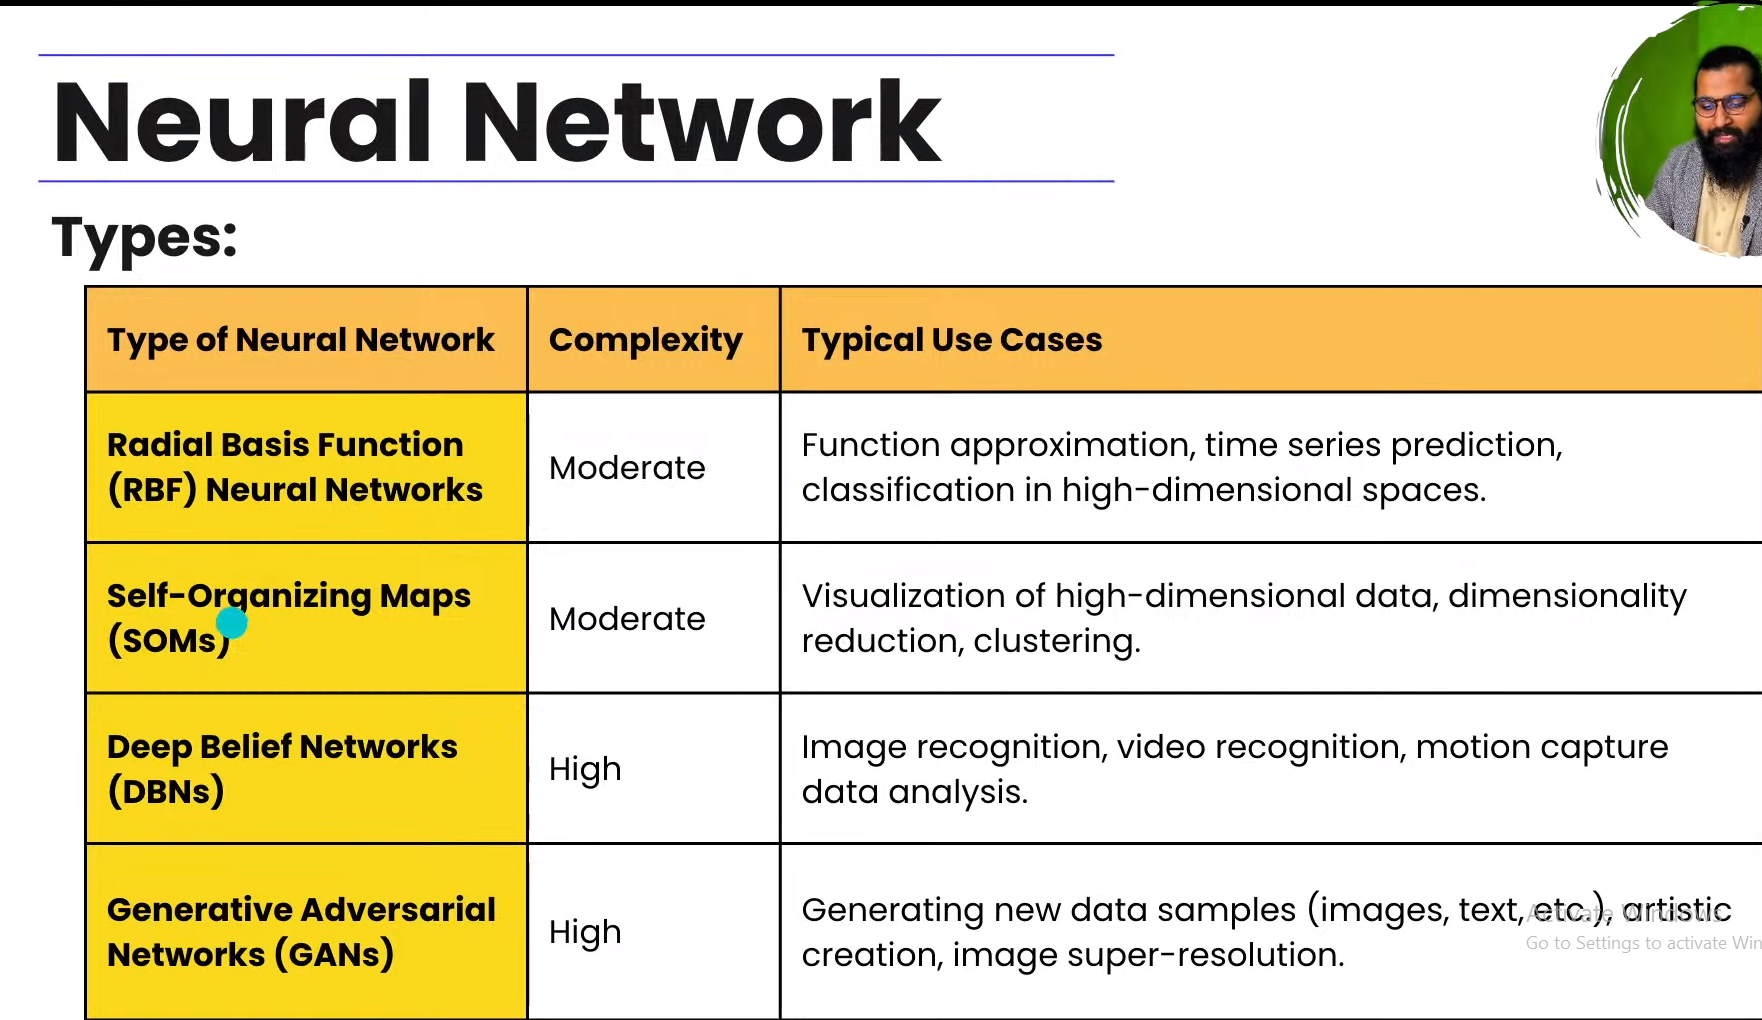 Neural Network
Types:
Type of Neural Network
Complexity
Typical Use Cases
Radial Basis Function
(RBF) Neural Networks
Moderate
Function approximation, time series prediction,
classification in high-dimensional spaces.
Self-Organizing Maps
(SOMs)
Moderate
Visualization of high-dimensional data, dimensionality
reduction, clustering.
Deep Belief Networks
(DBNs)
High
Image recognition, video recognition, motion capture
data analysis.
Generative Adversarial
Networks (GANs)
High
Generating new data samples (images, text, etc.), artistic
creation, image super-resolution.
Activate Windows
Go to Settings to activate Win